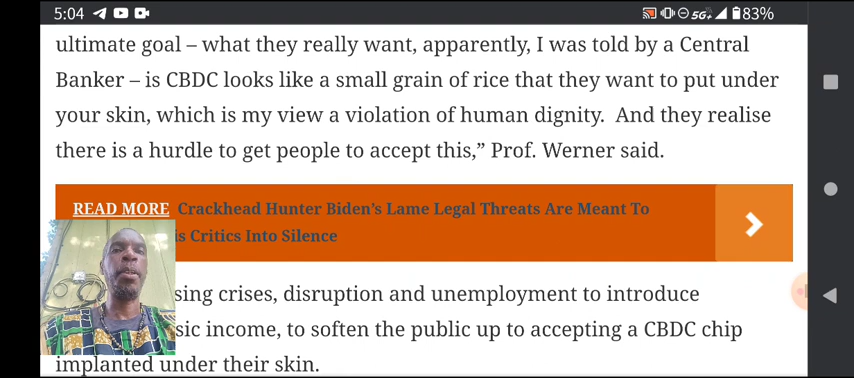 5:04
5G+ 83%
ultimate goal – what they really want, apparently, I was told by a Central
Banker – is CBDC looks like a small grain of rice that they want to put under
your skin, which is my view a violation of human dignity.  And they realise
there is a hurdle to get people to accept this,” Prof. Werner said.
READ MORE Crackhead Hunter Biden’s Lame Legal Threats Are Meant To
is Critics Into Silence
sing crises, disruption and unemployment to introduce
sic income, to soften the public up to accepting a CBDC chip
implanted under their skin.